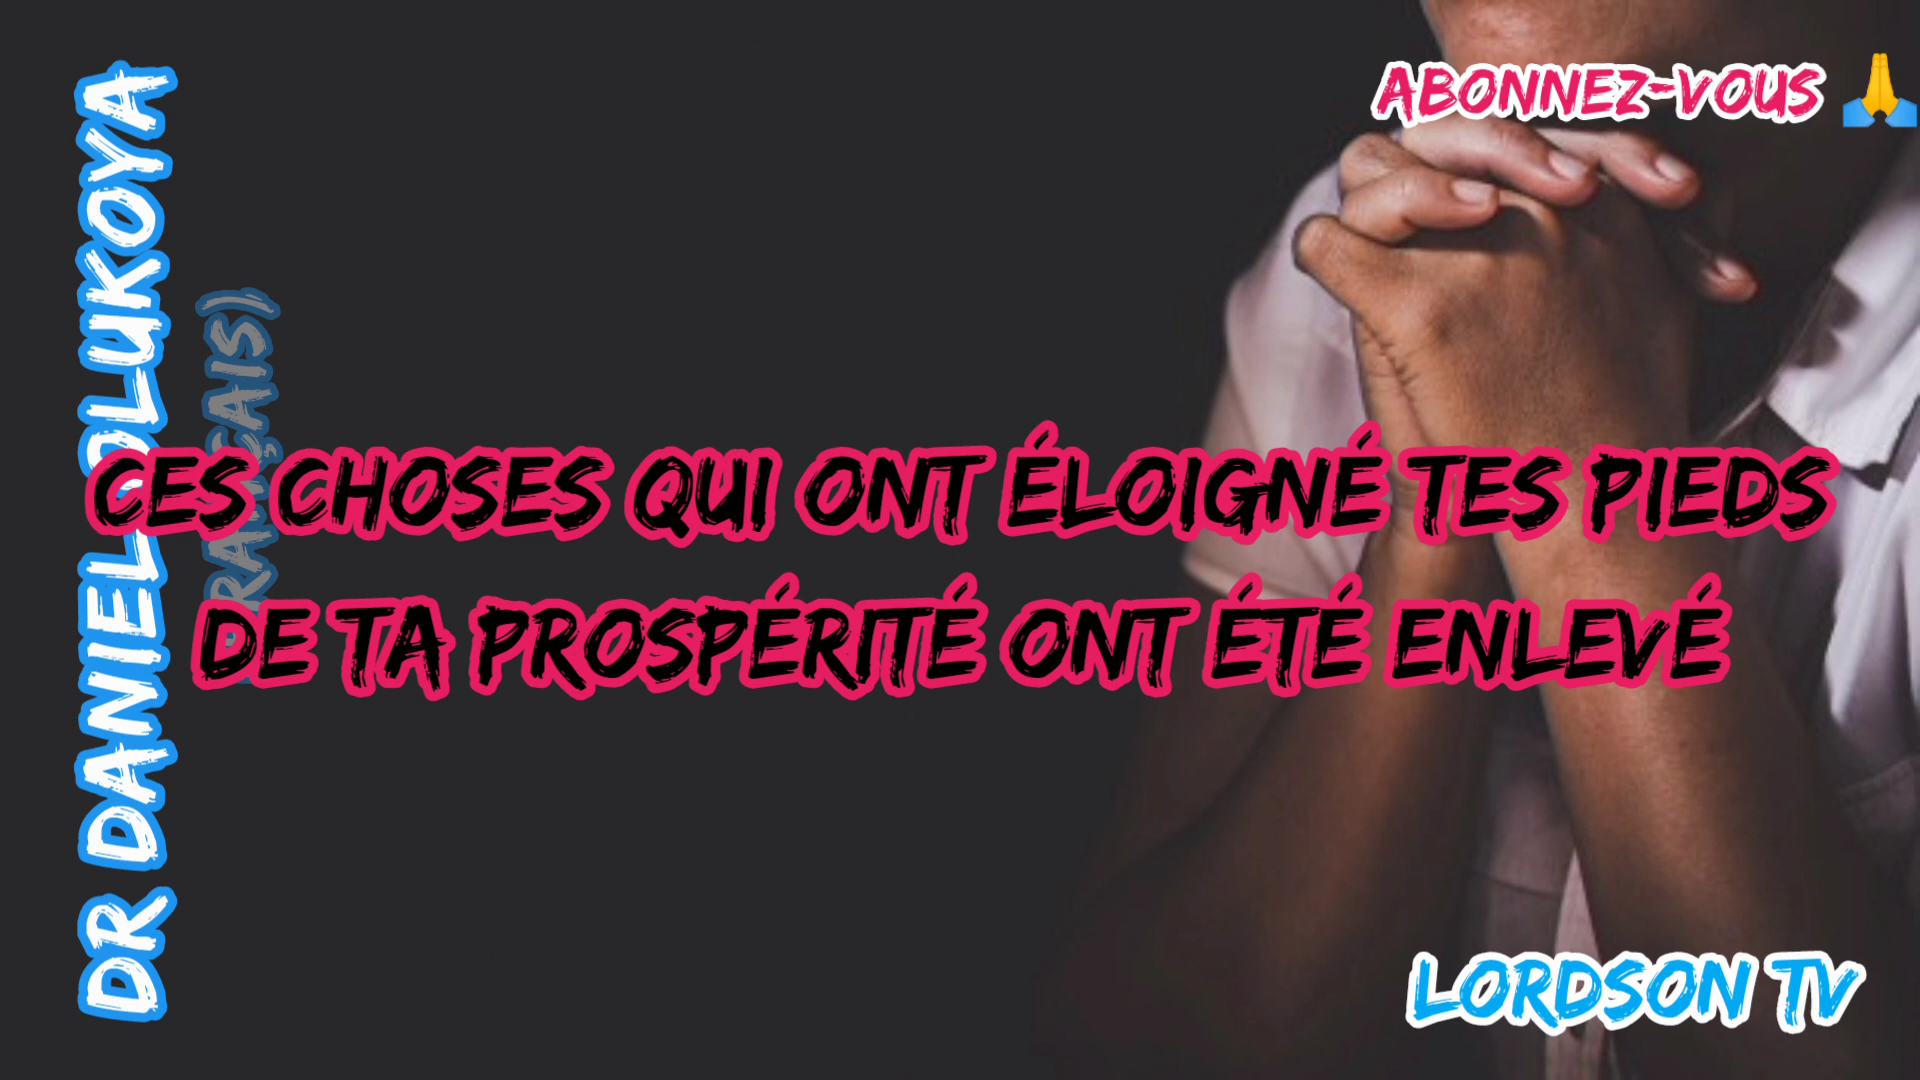 ABONNEZ-VOUS 🙏
DR DANIEL OLUKOYA
CES CHOSES QUI ONT ÉLOIGNÉ TES PIEDS
DE TA PROSPÉRITÉ ONT ÉTÉ ENLEVÉ
LORDSON TV